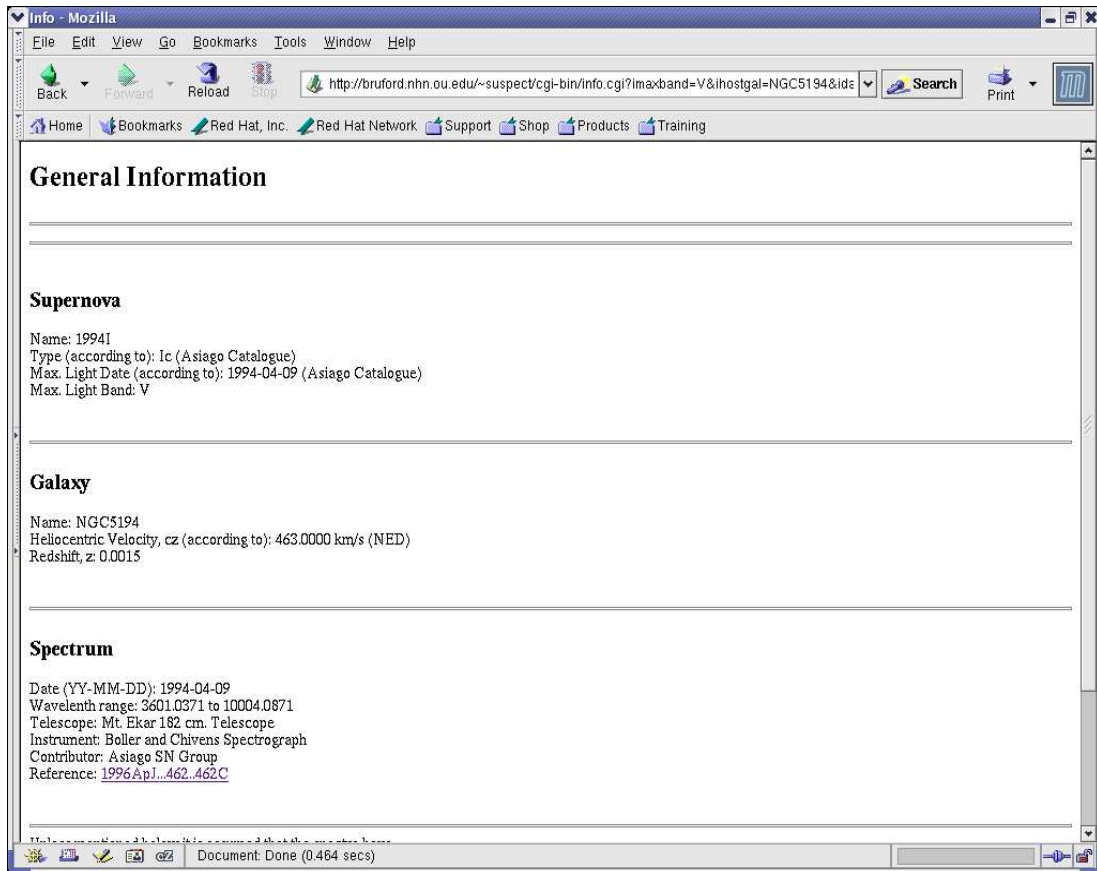 Info - Mozilla
File Edit View Go Bookmarks Tools Window Help
Back Forward Reload Stop http://bruford.nhn.ou.edu/~suspect/cgi-bin/info.cgi?imaxband=V&ihostgal=NGC5194&ids Search Print
Home Bookmarks Red Hat, Inc. Red Hat Network Support Shop Products Training
General Information
Supernova
Name: 1994I
Type (according to): Ic (Asiago Catalogue)
Max. Light Date (according to): 1994-04-09 (Asiago Catalogue)
Max. Light Band: V
Galaxy
Name: NGC5194
Heliocentric Velocity, cz (according to): 463.0000 km/s (NED)
Redshift, z: 0.0015
Spectrum
Date (YY-MM-DD): 1994-04-09
Wavelenth range: 3601.0371 to 10004.0871
Telescope: Mt. Ekar 182 cm. Telescope
Instrument: Boller and Chivens Spectrograph
Contributor: Asiago SN Group
Reference: 1996ApJ...462..462C
Document: Done (0.464 secs)